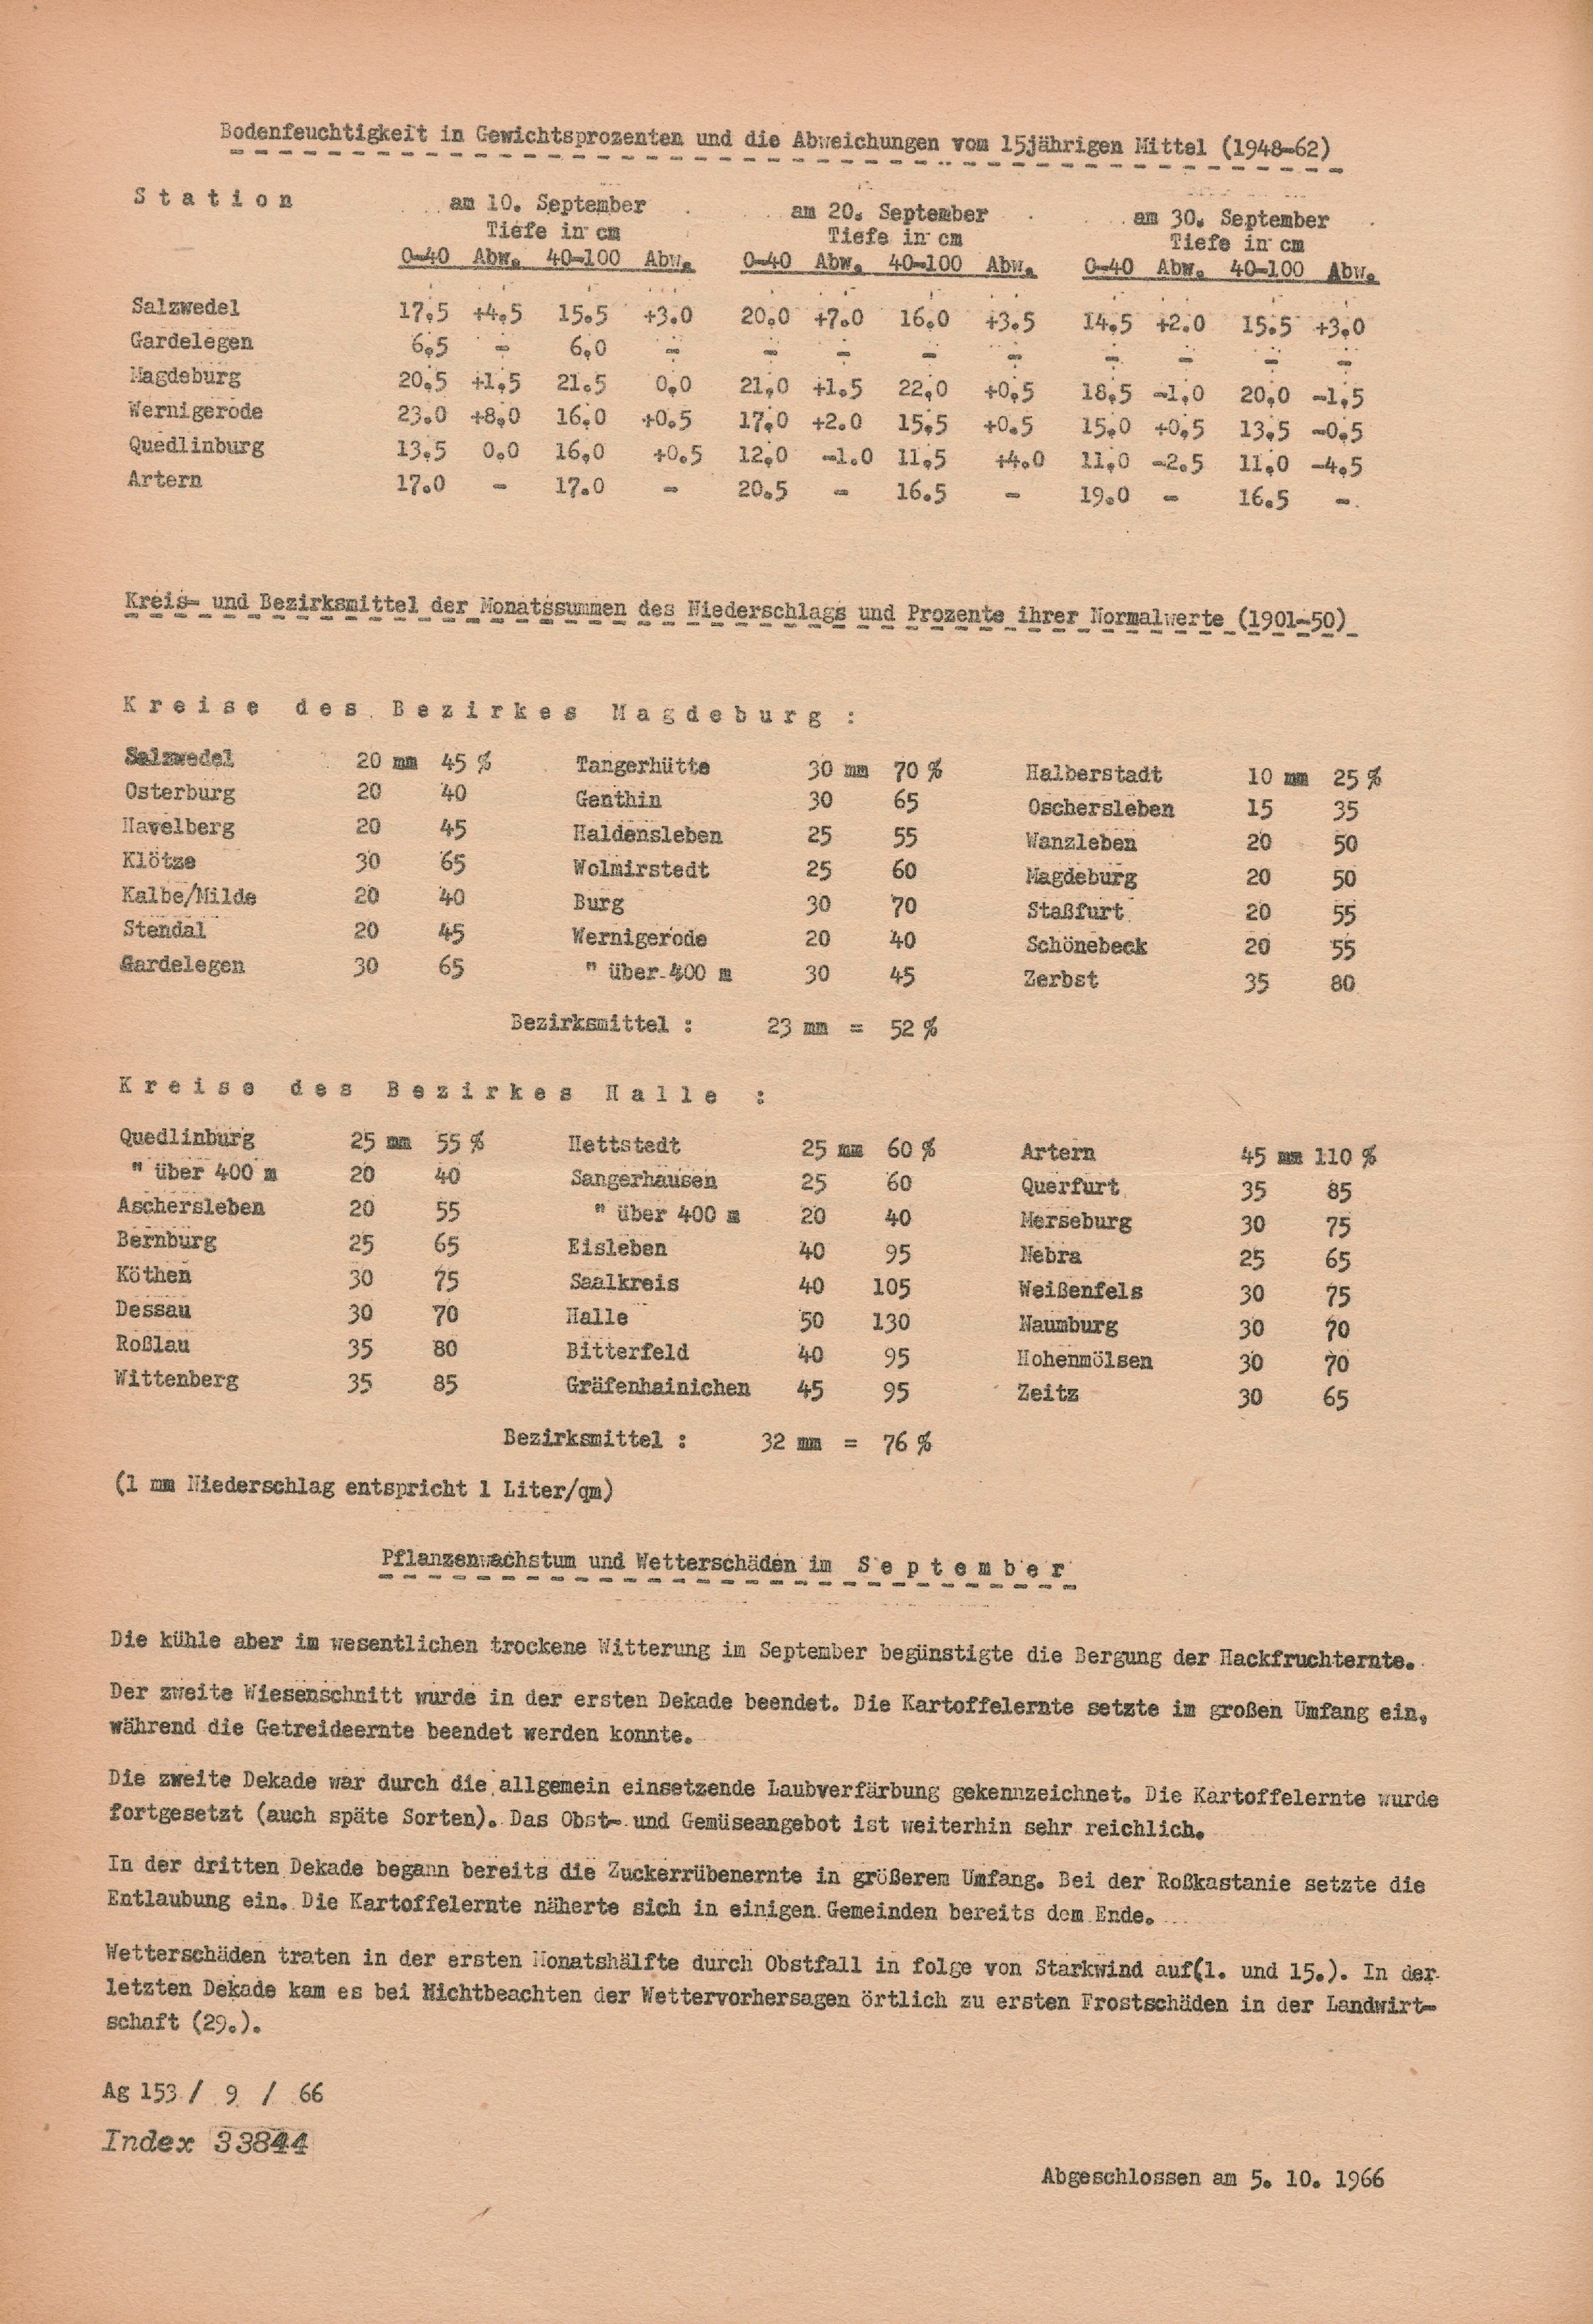 Bodenfeuchtigkeit in Gewichtsprozenten und die Abweichungen vom 15jährigen Mittel (1948-62)
Station am 10. September am 20. September am 30. September
Tiefe in cm Tiefe in cm Tiefe in cm
0-40 Abw. 40-100 Abw. 0-40 Abw. 40-100 Abw. 0-40 Abw. 40-100 Abw.
Salzwedel 17,5 +4,5 15,5 +3,0 20,0 +7,0 16,0 +3,5 14,5 +2,0 15,5 +3,0
Gardelegen 6,5 - 6,0 - - - - - - - - -
Magdeburg 20,5 +1,5 21,5 0,0 21,0 +1,5 22,0 +0,5 18,5 -1,0 20,0 -1,5
Wernigerode 23.0 +8,0 16,0 +0.5 17,0 +2.0 15,5 +0.5 15,0 +0,5 13,5 -0,5
Quedlinburg 13,5 0,0 16,0 +0.5 12,0 -1.0 11,5 +4.0 11,0 -2.5 11,0 -4,5
Artern 17.0 - 17.0 - 20.5 - 16.5 - 19.0 - 16.5 -
Kreis- und Bezirksmittel der Monatssummen des Niederschlags und Prozente ihrer Normalwerte (1901-50)
Kreise des Bezirkes Magdeburg :
Salzwedel 20 mm 45 % Tangerhütte 30 mm 70 % Halberstadt 10 mm 25 %
Osterburg 20 40 Genthin 30 65 Oschersleben 15 35
Havelberg 20 45 Haldensleben 25 55 Wanzleben 20 50
Klötze 30 65 Wolmirstedt 25 60 Magdeburg 20 50
Kalbe/Milde 20 40 Burg 30 70 Staßfurt 20 55
Stendal 20 45 Wernigerode 20 40 Schönebeck 20 55
Gardelegen 30 65 " über 400 m 30 45 Zerbst 35 80
Bezirksmittel : 23 mm = 52 %
Kreise des Bezirkes Halle :
Quedlinburg 25 mm 55 % Hettstedt 25 mm 60 % Artern 45 mm 110 %
" über 400 m 20 40 Sangerhausen 25 60 Querfurt 35 85
Aschersleben 20 55 " über 400 m 20 40 Merseburg 30 75
Bernburg 25 65 Eisleben 40 95 Nebra 25 65
Köthen 30 75 Saalkreis 40 105 Weißenfels 30 75
Dessau 30 70 Halle 50 130 Naumburg 30 70
Roßlau 35 80 Bitterfeld 40 95 Hohenmölsen 30 70
Wittenberg 35 85 Gräfenhainichen 45 95 Zeitz 30 65
Bezirksmittel : 32 mm = 76 %
(1 mm Niederschlag entspricht 1 Liter/qm)
Pflanzenwachstum und Wetterschäden im September
Die kühle aber im wesentlichen trockene Witterung im September begünstigte die Bergung der Hackfruchternte.
Der zweite Wiesenschnitt wurde in der ersten Dekade beendet. Die Kartoffelernte setzte im großen Umfang ein,
während die Getreideernte beendet werden konnte.
Die zweite Dekade war durch die allgemein einsetzende Laubverfärbung gekennzeichnet. Die Kartoffelernte wurde
fortgesetzt (auch späte Sorten). Das Obst- und Gemüseangebot ist weiterhin sehr reichlich.
In der dritten Dekade begann bereits die Zuckerrübenernte in größerem Umfang. Bei der Roßkastanie setzte die
Entlaubung ein. Die Kartoffelernte näherte sich in einigen Gemeinden bereits dem Ende.
Wetterschäden traten in der ersten Monatshälfte durch Obstfall in folge von Starkwind auf(1. und 15.). In der
letzten Dekade kam es bei Nichtbeachten der Wettervorhersagen örtlich zu ersten Frostschäden in der Landwirt-
schaft (29.).
Ag 153 / 9 / 66
Index 33844
Abgeschlossen am 5. 10. 1966